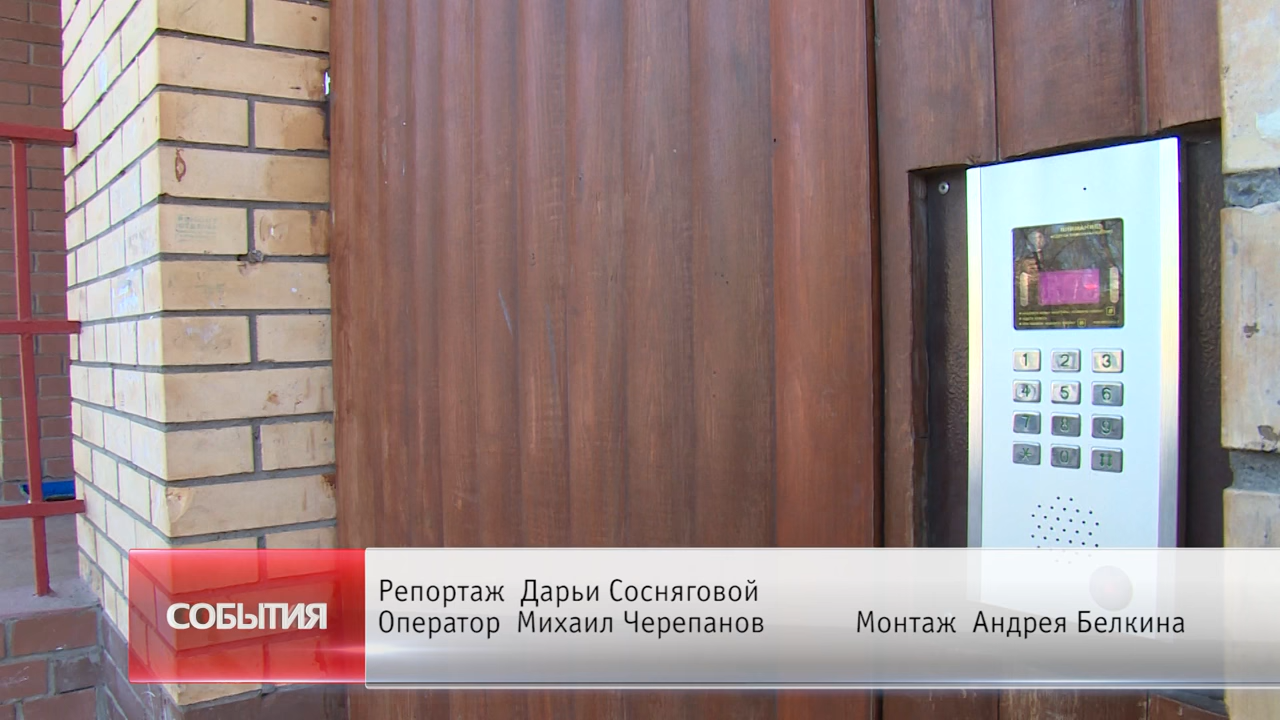 ВНИМАНИЕ
1 2 3
4 5 6
7 8 9
* 0 #
СОБЫТИЯ
Репортаж Дарьи Сосняговой
Оператор Михаил Черепанов
Монтаж Андрея Белкина